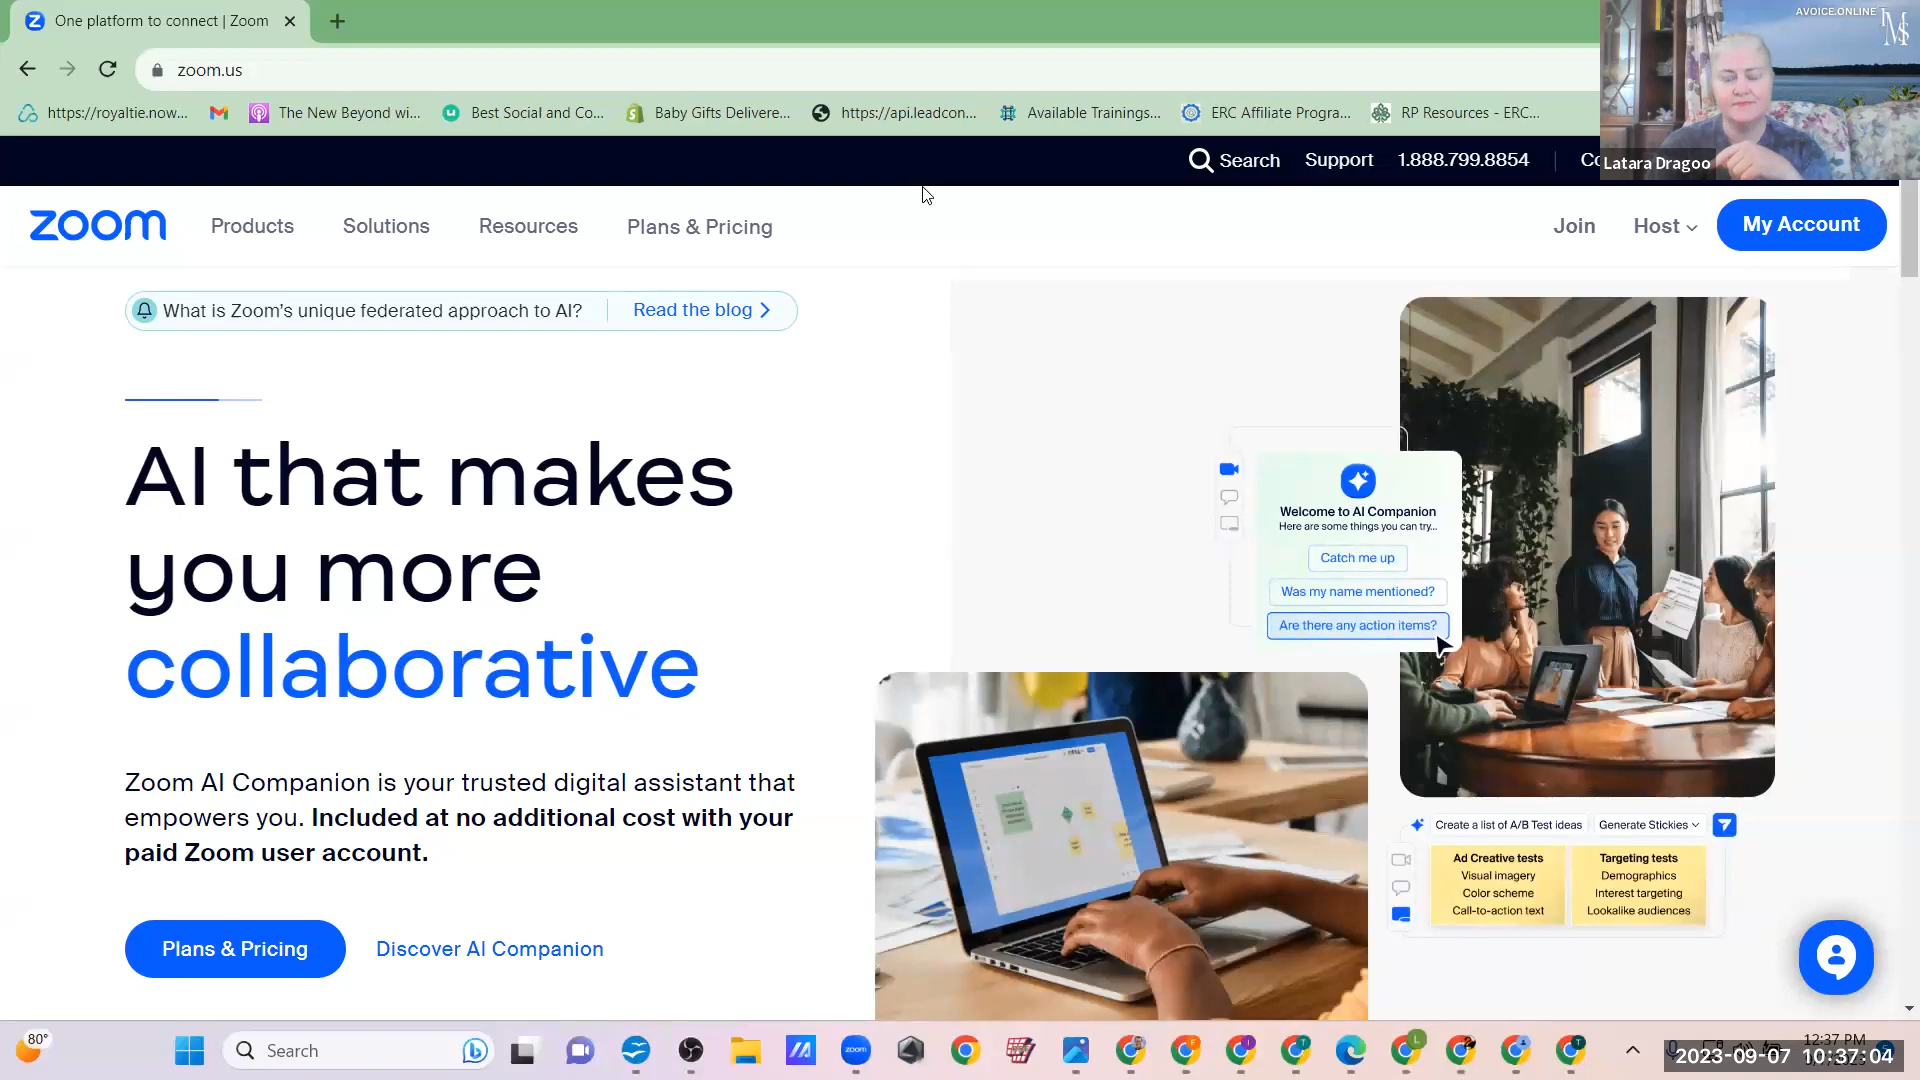 One platform to connect | Zoom
zoom.us
https://royaltie.now...
The New Beyond wi...
Best Social and Co...
Baby Gifts Delivere...
https://api.leadcon...
Available Trainings...
ERC Affiliate Progra...
RP Resources - ERC...
AVOICE.ONLINE
Latara Dragoo
Search
Support
1.888.799.8854
zoom
Products
Solutions
Resources
Plans & Pricing
Join
Host
My Account
What is Zoom's unique federated approach to AI?
Read the blog
AI that makes
you more
collaborative
Zoom AI Companion is your trusted digital assistant that
empowers you. Included at no additional cost with your
paid Zoom user account.
Plans & Pricing
Discover AI Companion
Welcome to AI Companion
Here are some things you can try...
Catch me up
Was my name mentioned?
Are there any action items?
Create a list of A/B Test ideas
Generate Stickies
Ad Creative tests
Visual imagery
Color scheme
Call-to-action text
Targeting tests
Demographics
Interest targeting
Lookalike audiences
80°
Search
zoom
12:37 PM
2023-09-07 10:37:04